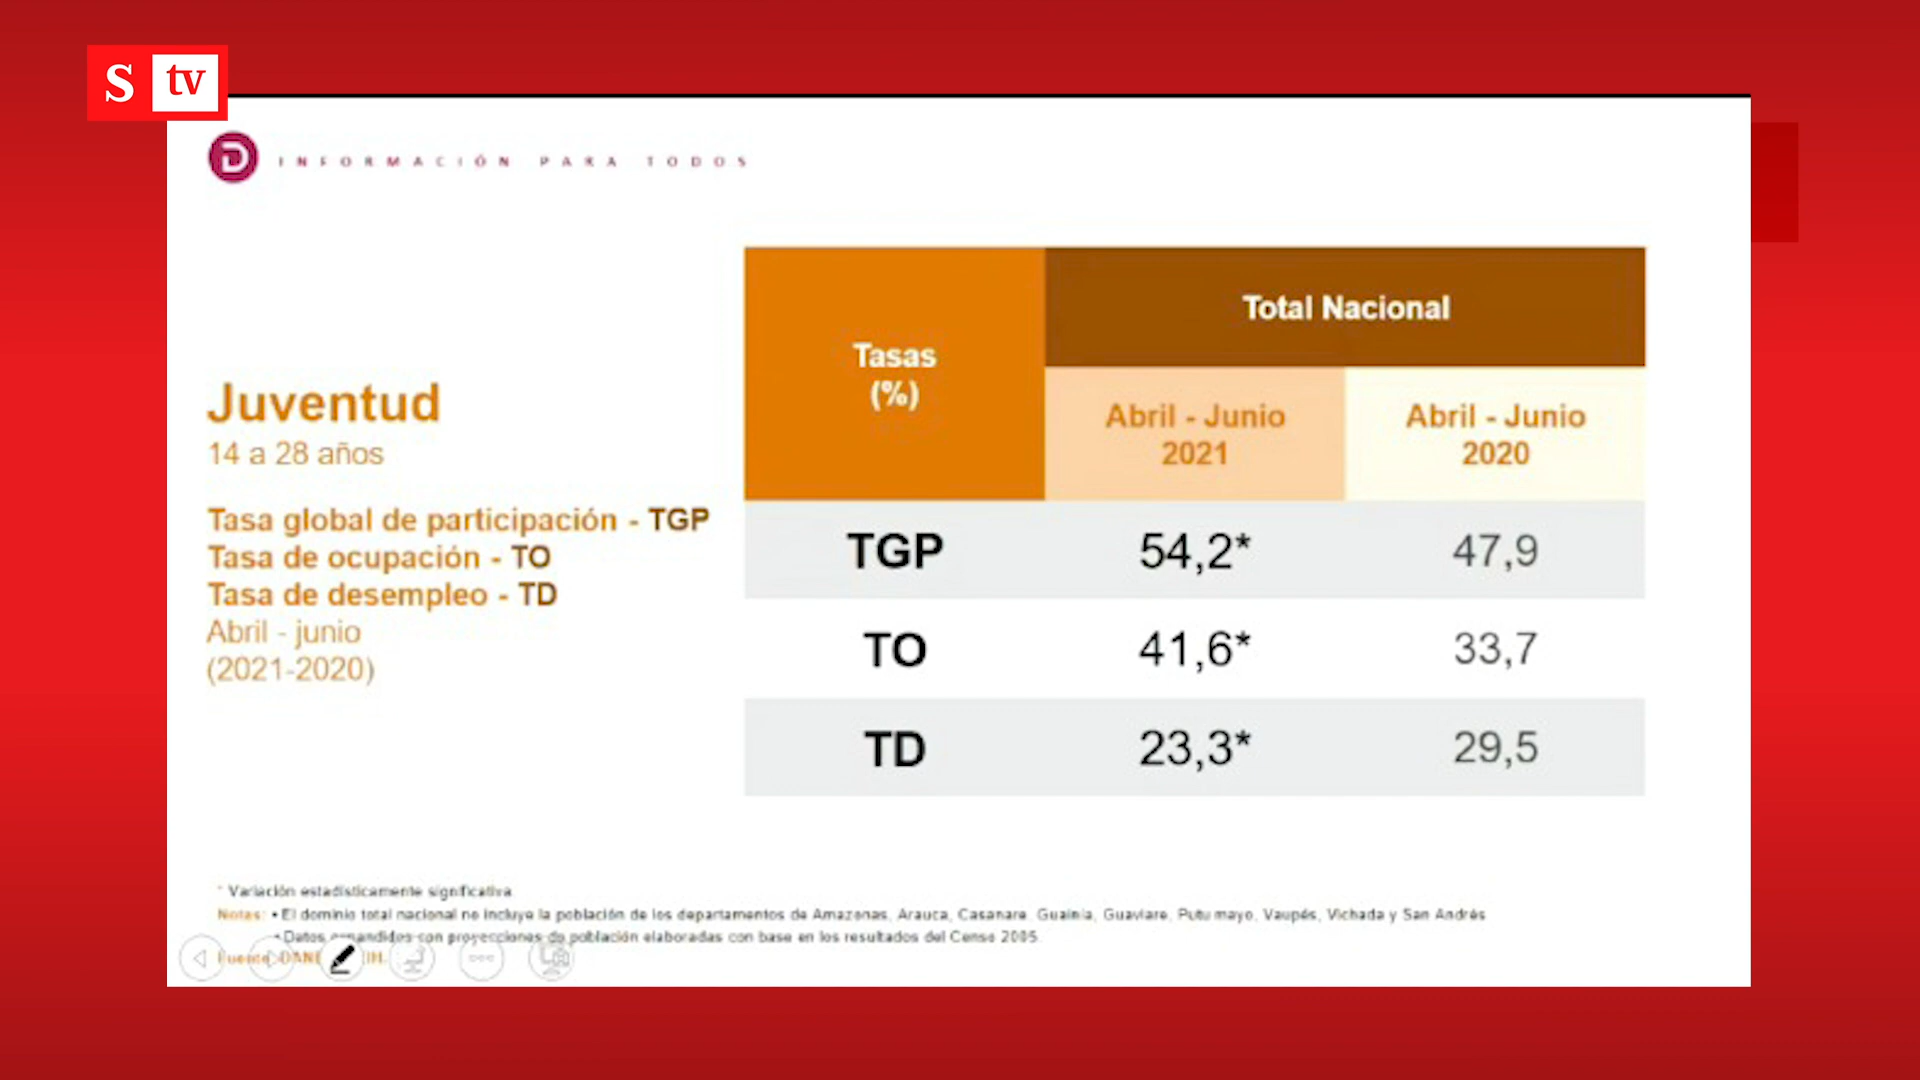 S tv
INFORMACIÓN PARA TODOS
Juventud
14 a 28 años
Tasa global de participación - TGP
Tasa de ocupación - TO
Tasa de desempleo - TD
Abril - junio
(2021-2020)
Tasas
(%)
Total Nacional
Abril - Junio
2021
Abril - Junio
2020
TGP 54,2* 47,9
TO 41,6* 33,7
TD 23,3* 29,5
* Variación estadísticamente significativa.
Notas: • El dominio total nacional no incluye la población de los departamentos de Amazonas, Arauca, Casanare, Guainía, Guaviare, Putumayo, Vaupés, Vichada y San Andrés
• Datos expandidos con proyecciones de población elaboradas con base en los resultados del Censo 2005.
Fuente: DANE